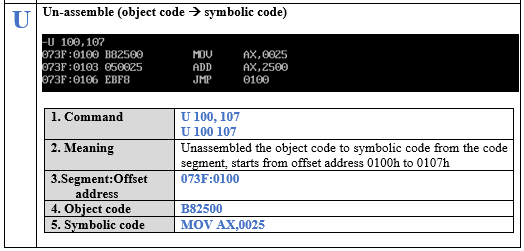 U
Un-assemble (object code → symbolic code)
-U 100,107
073F:0100 B82500 MOV AX,0025
073F:0103 050025 ADD AX,2500
073F:0106 EBF8 JMP 0100
1. Command U 100, 107
U 100 107
2. Meaning Unassembled the object code to symbolic code from the code
segment, starts from offset address 0100h to 0107h
3.Segment:Offset 073F:0100
address
4. Object code B82500
5. Symbolic code MOV AX,0025